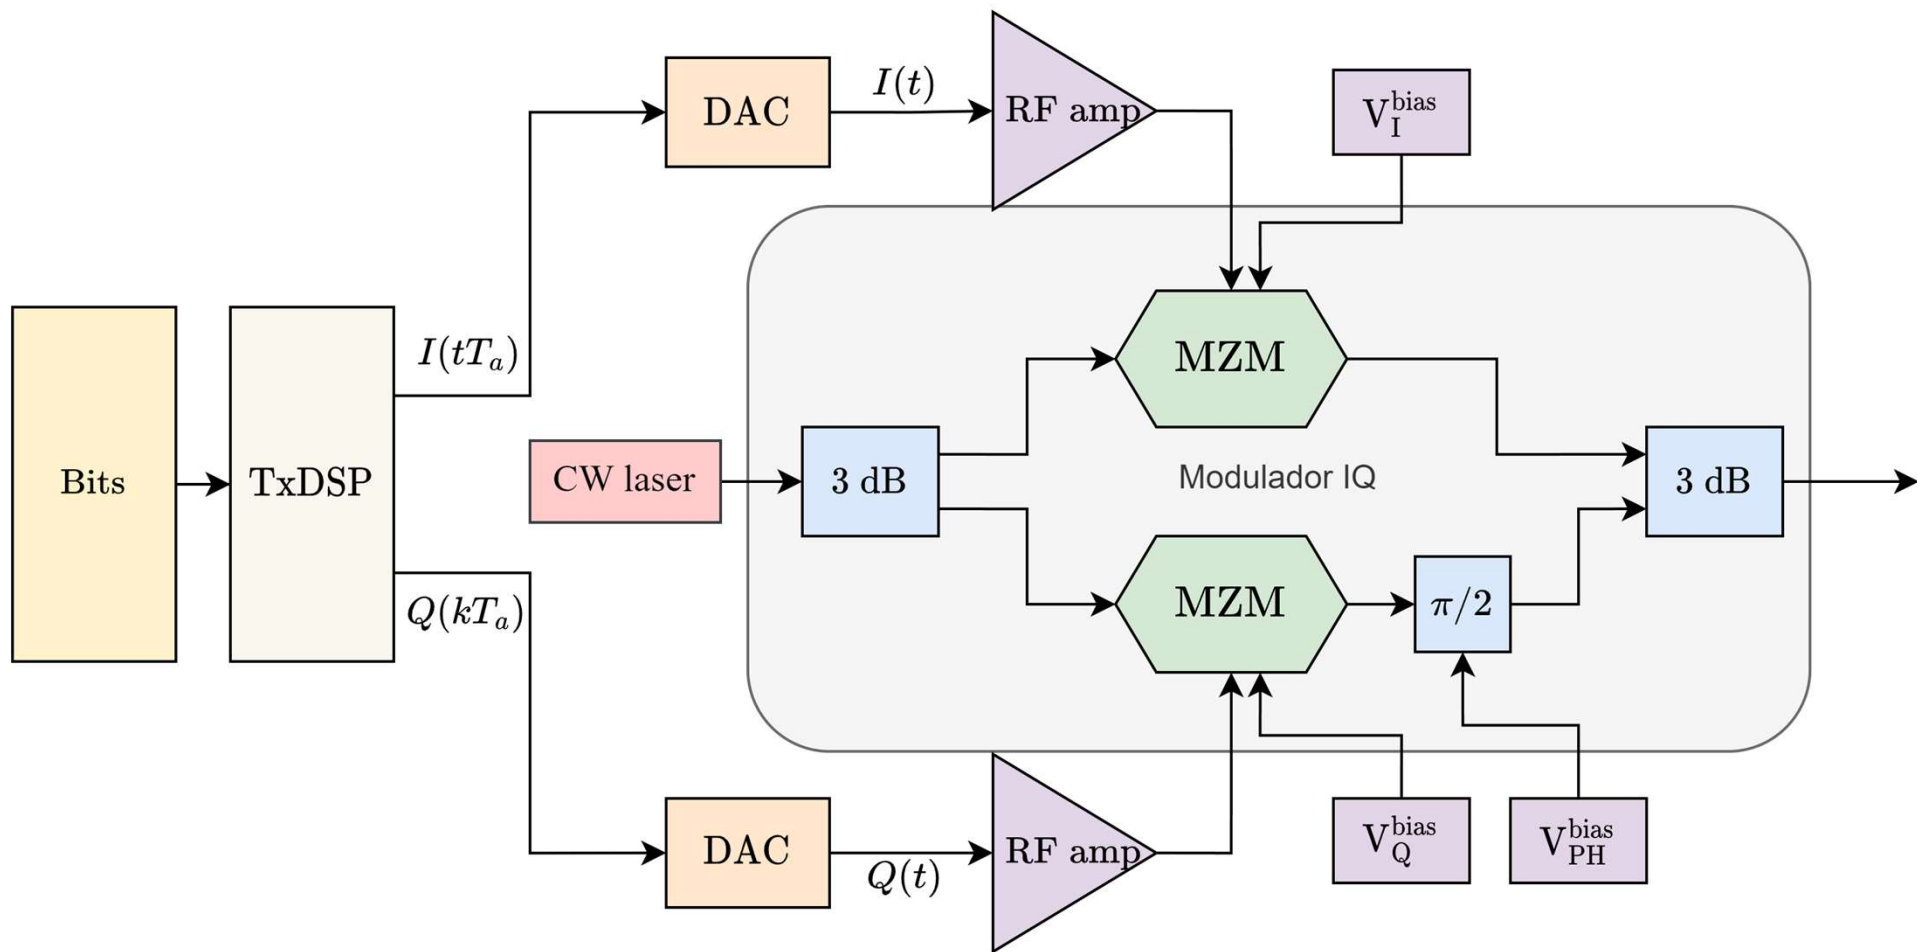 Bits
TxDSP
I(tT_a)
Q(kT_a)
DAC
I(t)
RF amp
V_I^bias
CW laser
3 dB
MZM
Modulador IQ
MZM
π/2
3 dB
DAC
Q(t)
RF amp
V_Q^bias
V_PH^bias